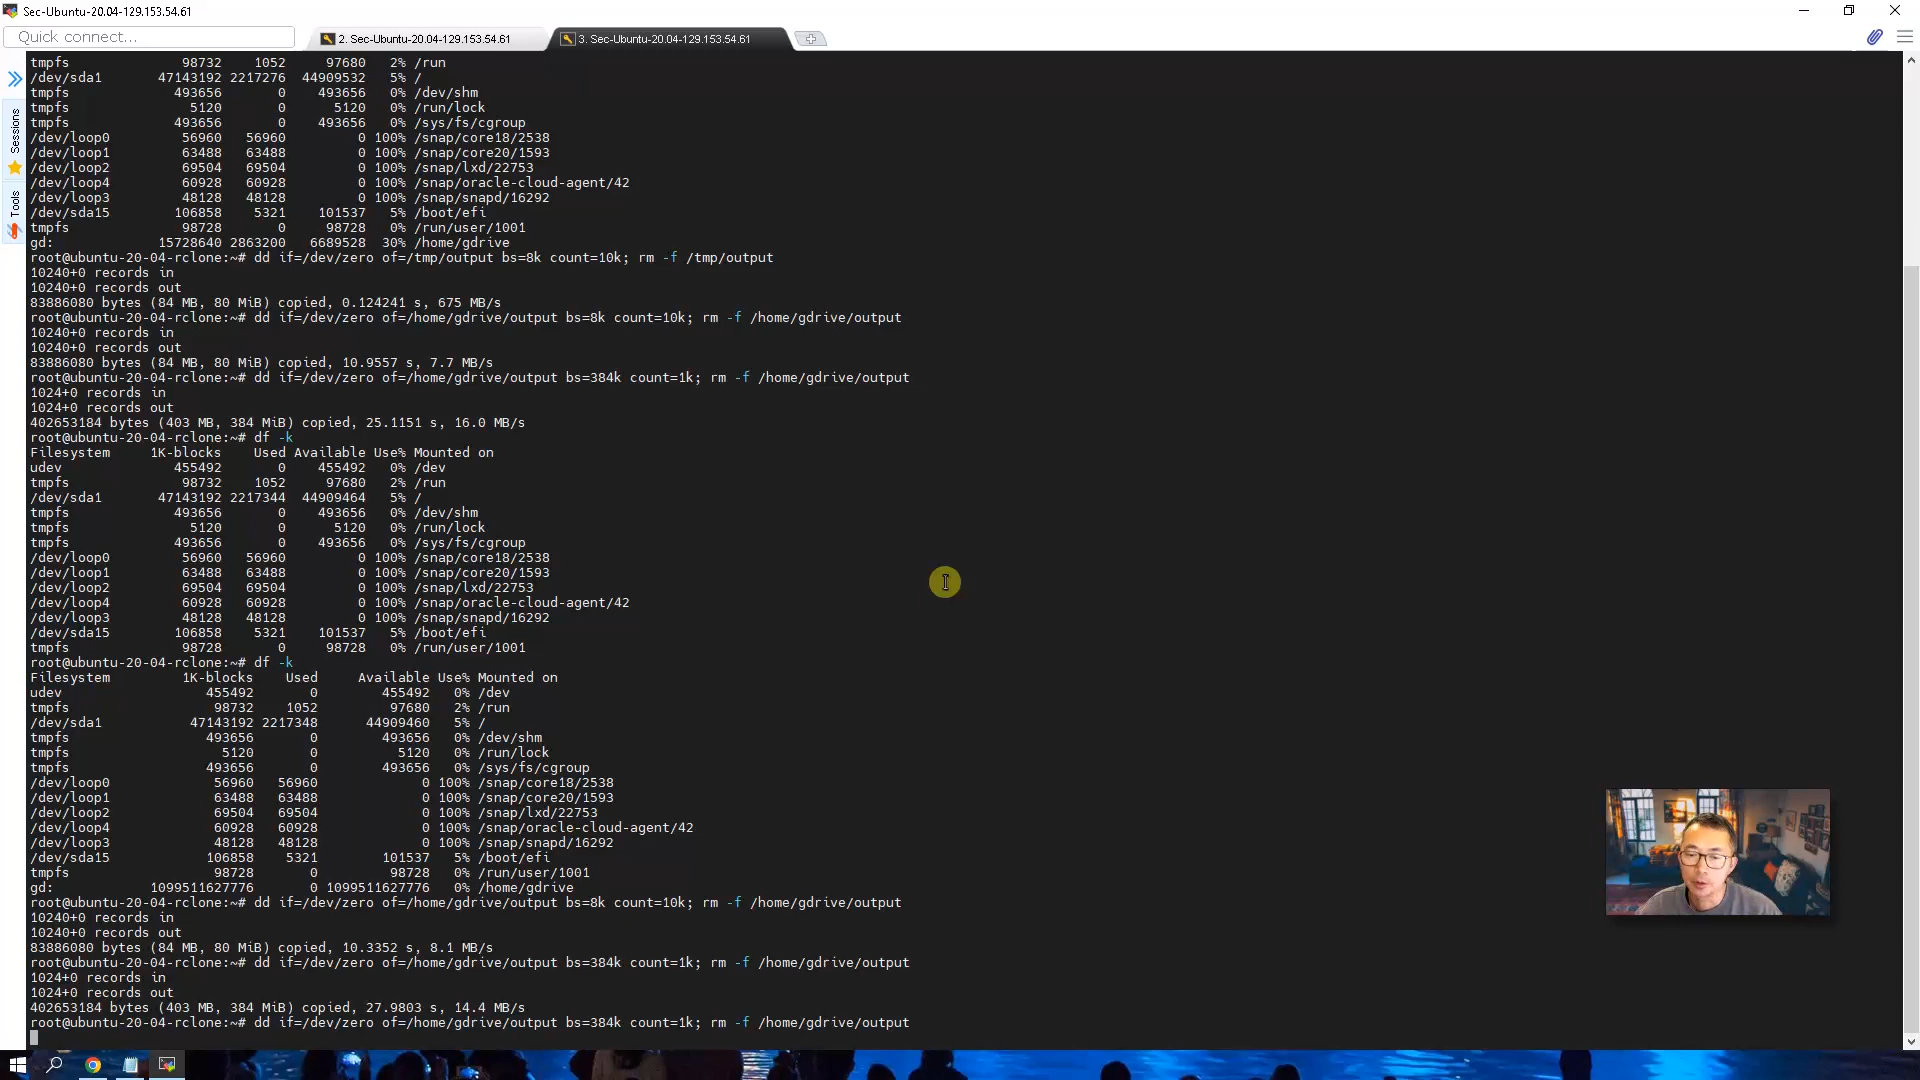 Sec-Ubuntu-20.04-129.153.54.61
Quick connect...
2. Sec-Ubuntu-20.04-129.153.54.61
3. Sec-Ubuntu-20.04-129.153.54.61
Sessions
Tools
tmpfs 98732 1052 97680 2% /run
/dev/sda1 47143192 2217276 44909532 5% /
tmpfs 493656 0 493656 0% /dev/shm
tmpfs 5120 0 5120 0% /run/lock
tmpfs 493656 0 493656 0% /sys/fs/cgroup
/dev/loop0 56960 56960 0 100% /snap/core18/2538
/dev/loop1 63488 63488 0 100% /snap/core20/1593
/dev/loop2 69504 69504 0 100% /snap/lxd/22753
/dev/loop4 60928 60928 0 100% /snap/oracle-cloud-agent/42
/dev/loop3 48128 48128 0 100% /snap/snapd/16292
/dev/sda15 106858 5321 101537 5% /boot/efi
tmpfs 98728 0 98728 0% /run/user/1001
gd: 15728640 2863200 6689528 30% /home/gdrive
root@ubuntu-20-04-rclone:~# dd if=/dev/zero of=/tmp/output bs=8k count=10k; rm -f /tmp/output
10240+0 records in
10240+0 records out
83886080 bytes (84 MB, 80 MiB) copied, 0.124241 s, 675 MB/s
root@ubuntu-20-04-rclone:~# dd if=/dev/zero of=/home/gdrive/output bs=8k count=10k; rm -f /home/gdrive/output
10240+0 records in
10240+0 records out
83886080 bytes (84 MB, 80 MiB) copied, 10.9557 s, 7.7 MB/s
root@ubuntu-20-04-rclone:~# dd if=/dev/zero of=/home/gdrive/output bs=384k count=1k; rm -f /home/gdrive/output
1024+0 records in
1024+0 records out
402653184 bytes (403 MB, 384 MiB) copied, 25.1151 s, 16.0 MB/s
root@ubuntu-20-04-rclone:~# df -k
Filesystem 1K-blocks Used Available Use% Mounted on
udev 455492 0 455492 0% /dev
tmpfs 98732 1052 97680 2% /run
/dev/sda1 47143192 2217344 44909464 5% /
tmpfs 493656 0 493656 0% /dev/shm
tmpfs 5120 0 5120 0% /run/lock
tmpfs 493656 0 493656 0% /sys/fs/cgroup
/dev/loop0 56960 56960 0 100% /snap/core18/2538
/dev/loop1 63488 63488 0 100% /snap/core20/1593
/dev/loop2 69504 69504 0 100% /snap/lxd/22753
/dev/loop4 60928 60928 0 100% /snap/oracle-cloud-agent/42
/dev/loop3 48128 48128 0 100% /snap/snapd/16292
/dev/sda15 106858 5321 101537 5% /boot/efi
tmpfs 98728 0 98728 0% /run/user/1001
root@ubuntu-20-04-rclone:~# df -k
Filesystem 1K-blocks Used Available Use% Mounted on
udev 455492 0 455492 0% /dev
tmpfs 98732 1052 97680 2% /run
/dev/sda1 47143192 2217348 44909460 5% /
tmpfs 493656 0 493656 0% /dev/shm
tmpfs 5120 0 5120 0% /run/lock
tmpfs 493656 0 493656 0% /sys/fs/cgroup
/dev/loop0 56960 56960 0 100% /snap/core18/2538
/dev/loop1 63488 63488 0 100% /snap/core20/1593
/dev/loop2 69504 69504 0 100% /snap/lxd/22753
/dev/loop4 60928 60928 0 100% /snap/oracle-cloud-agent/42
/dev/loop3 48128 48128 0 100% /snap/snapd/16292
/dev/sda15 106858 5321 101537 5% /boot/efi
tmpfs 98728 0 98728 0% /run/user/1001
gd: 1099511627776 0 1099511627776 0% /home/gdrive
root@ubuntu-20-04-rclone:~# dd if=/dev/zero of=/home/gdrive/output bs=8k count=10k; rm -f /home/gdrive/output
10240+0 records in
10240+0 records out
83886080 bytes (84 MB, 80 MiB) copied, 10.3352 s, 8.1 MB/s
root@ubuntu-20-04-rclone:~# dd if=/dev/zero of=/home/gdrive/output bs=384k count=1k; rm -f /home/gdrive/output
1024+0 records in
1024+0 records out
402653184 bytes (403 MB, 384 MiB) copied, 27.9803 s, 14.4 MB/s
root@ubuntu-20-04-rclone:~# dd if=/dev/zero of=/home/gdrive/output bs=384k count=1k; rm -f /home/gdrive/output